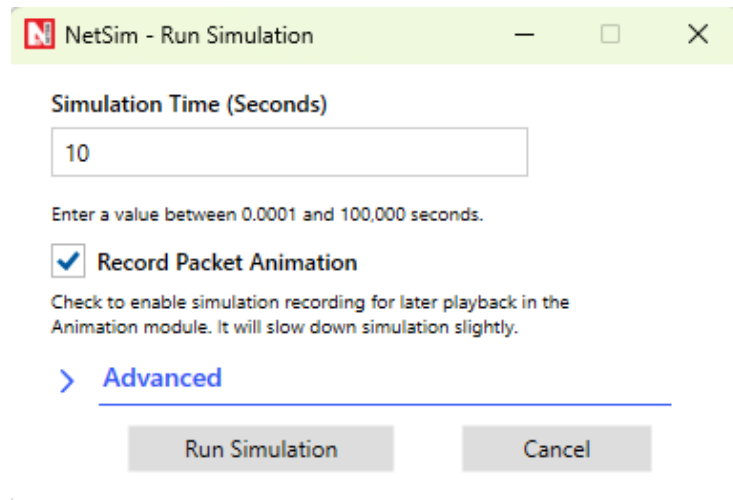 NetSim - Run Simulation
Simulation Time (Seconds)
10
Enter a value between 0.0001 and 100,000 seconds.
Record Packet Animation
Check to enable simulation recording for later playback in the
Animation module. It will slow down simulation slightly.
Advanced
Run Simulation
Cancel